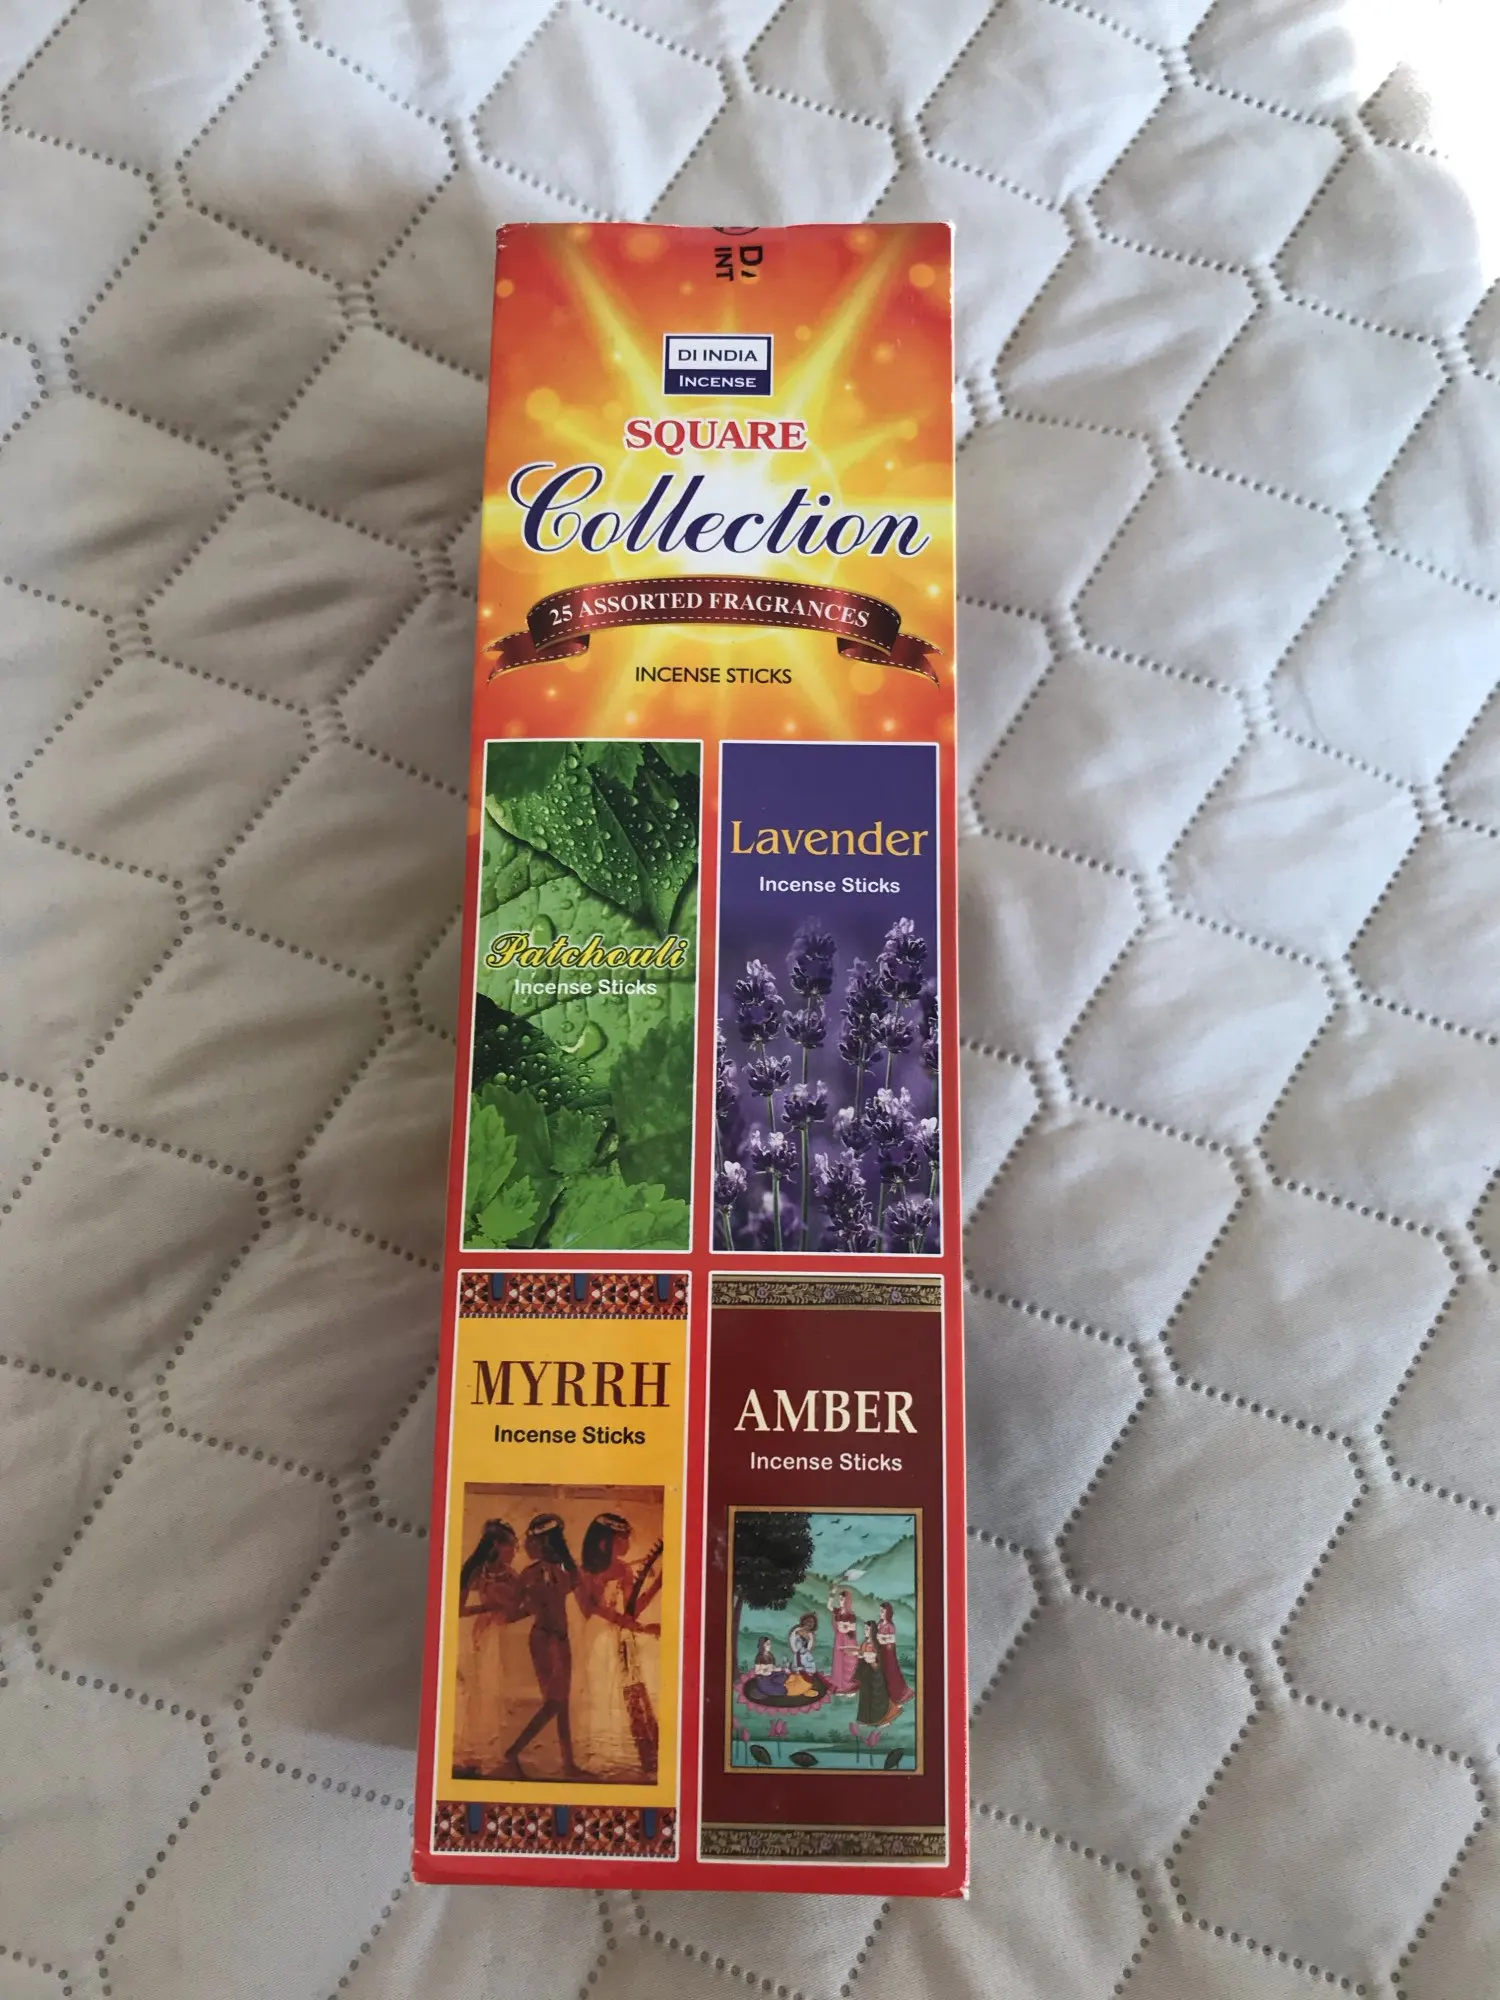 INT
DI INDIA
INCENSE
SQUARE
Collection
25 ASSORTED FRAGRANCES
INCENSE STICKS
Patchouli
Incense Sticks
Lavender
Incense Sticks
MYRRH
Incense Sticks
AMBER
Incense Sticks